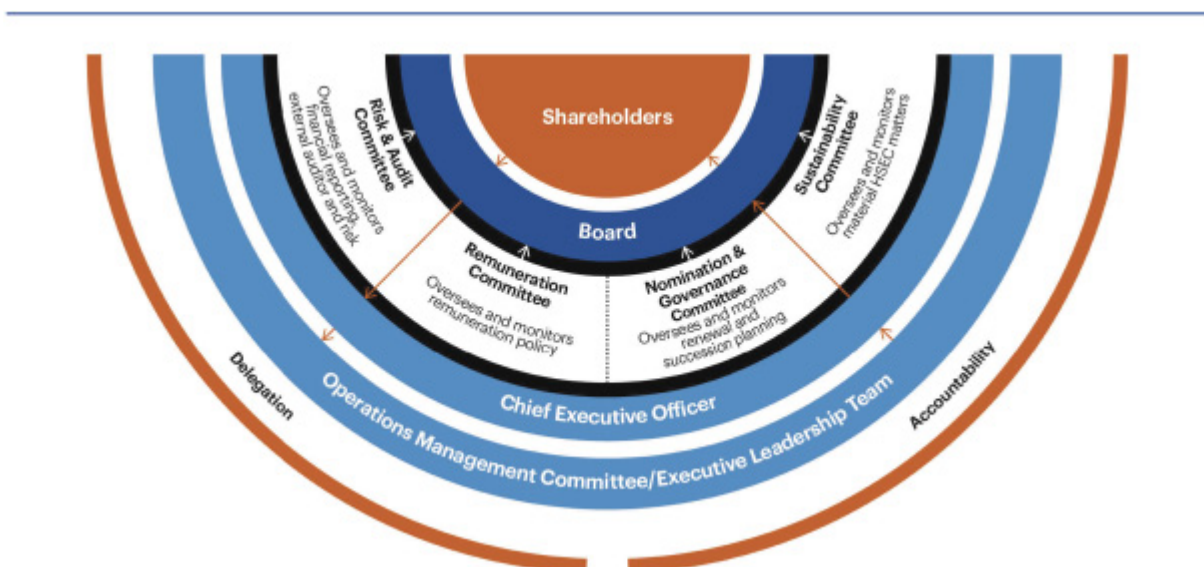 Shareholders
Board
Risk & Audit
Committee
Oversees and monitors
financial reporting,
external auditor and risk
Remuneration
Committee
Oversees and monitors
remuneration policy
Nomination &
Governance
Committee
Oversees and monitors
renewal and
succession planning
Sustainability
Committee
Oversees and monitors
material HSEC matters
Chief Executive Officer
Operations Management Committee/Executive Leadership Team
Delegation
Accountability